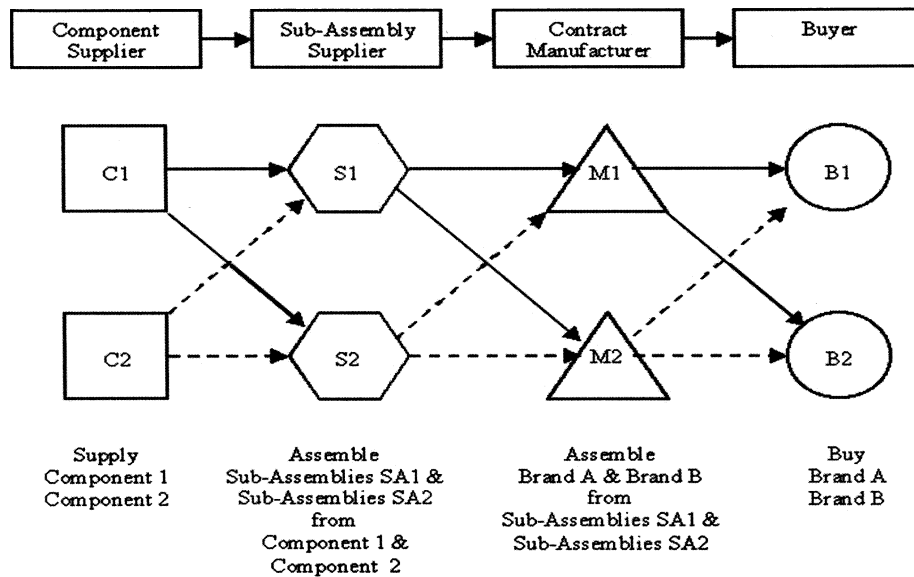 Component
Supplier
Sub-Assembly
Supplier
Contract
Manufacturer
Buyer
C1
S1
M1
B1
C2
S2
M2
B2
Supply
Component 1
Component 2
Assemble
Sub-Assemblies SA1 &
Sub-Assemblies SA2
from
Component 1 &
Component 2
Assemble
Brand A & Brand B
from
Sub-Assemblies SA1 &
Sub-Assemblies SA2
Buy
Brand A
Brand B